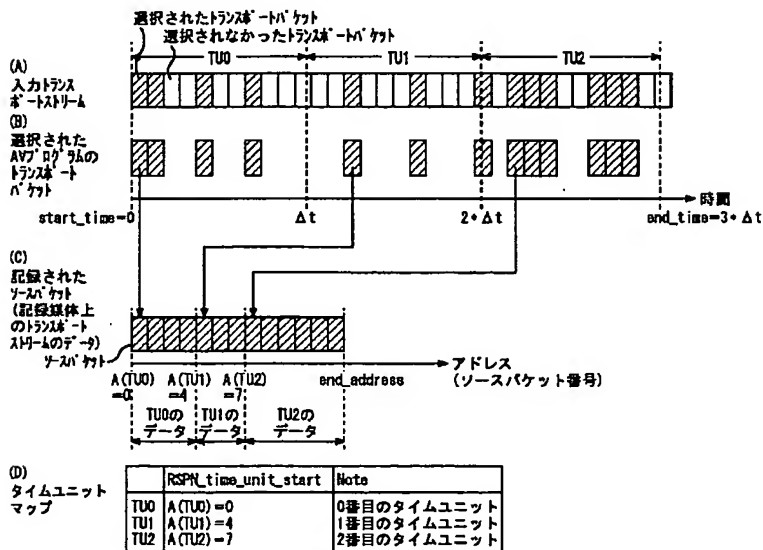 選択されたトランスポートパケット
選択されなかったトランスポートパケット
TU0
TU1
TU2
(A)
入力トランス
ポートストリーム
(B)
選択された
AVプログラムの
トランスポート
パケット
時間
start_time=0
Δt
2*Δt
end_time=3*Δt
(C)
記録された
ソースパケット
(記録媒体上
のトランスポート
ストリームのデータ)
ソースパケット
アドレス
(ソースパケット番号)
A(TU0)
=0
A(TU1)
=4
A(TU2)
=7
end_address
TU0の
データ
TU1の
データ
TU2の
データ
(D)
タイムユニット
マップ
RSPN_time_unit_start
Note
TU0 A(TU0)=0 0番目のタイムユニット
TU1 A(TU1)=4 1番目のタイムユニット
TU2 A(TU2)=7 2番目のタイムユニット